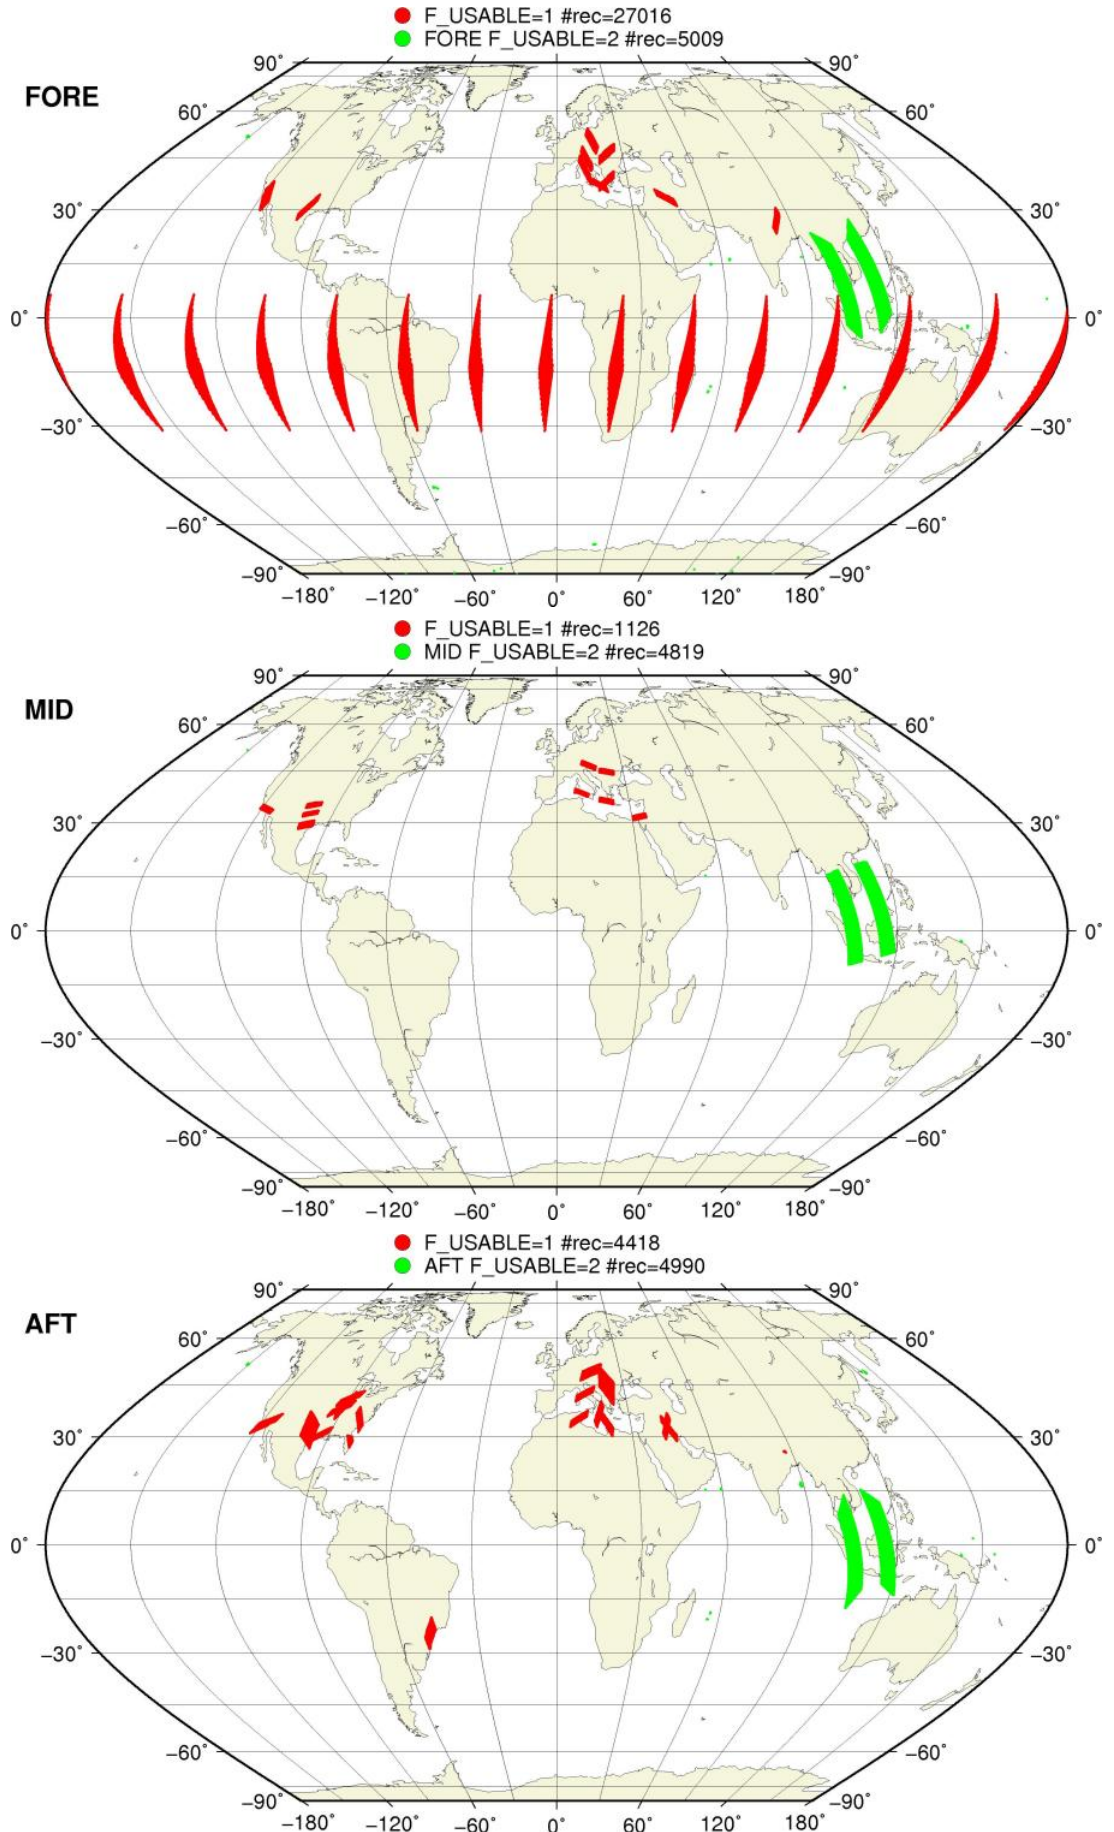 F_USABLE=1 #rec=27016
FORE F_USABLE=2 #rec=5009
FORE
90° 90°
60° 60°
30° 30°
0° 0°
−30° −30°
−60° −60°
−90° −90°
−180° −120° −60° 0° 60° 120° 180°
F_USABLE=1 #rec=1126
MID F_USABLE=2 #rec=4819
MID
90° 90°
60° 60°
30° 30°
0° 0°
−30° −30°
−60° −60°
−90° −90°
−180° −120° −60° 0° 60° 120° 180°
F_USABLE=1 #rec=4418
AFT F_USABLE=2 #rec=4990
AFT
90° 90°
60° 60°
30° 30°
0° 0°
−30° −30°
−60° −60°
−90° −90°
−180° −120° −60° 0° 60° 120° 180°